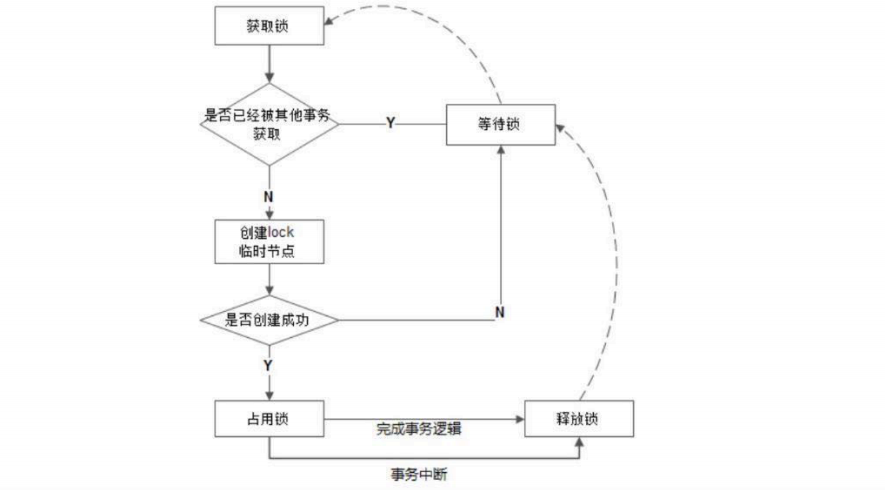 获取锁
是否已经被其他事务
获取
Y
等待锁
N
创建lock
临时节点
是否创建成功
N
Y
占用锁
完成事务逻辑
释放锁
事务中断